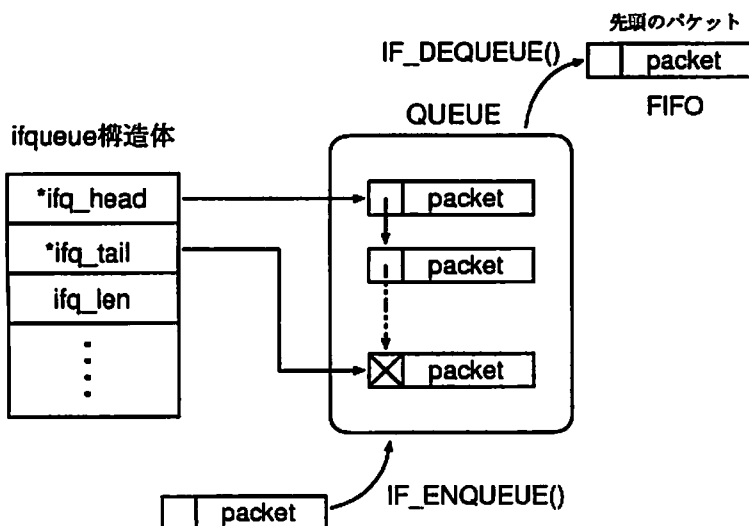 先頭のパケット
IF_DEQUEUE()
packet
FIFO
QUEUE
ifqueue構造体
*ifq_head
*ifq_tail
ifq_len
packet
packet
packet
IF_ENQUEUE()
packet